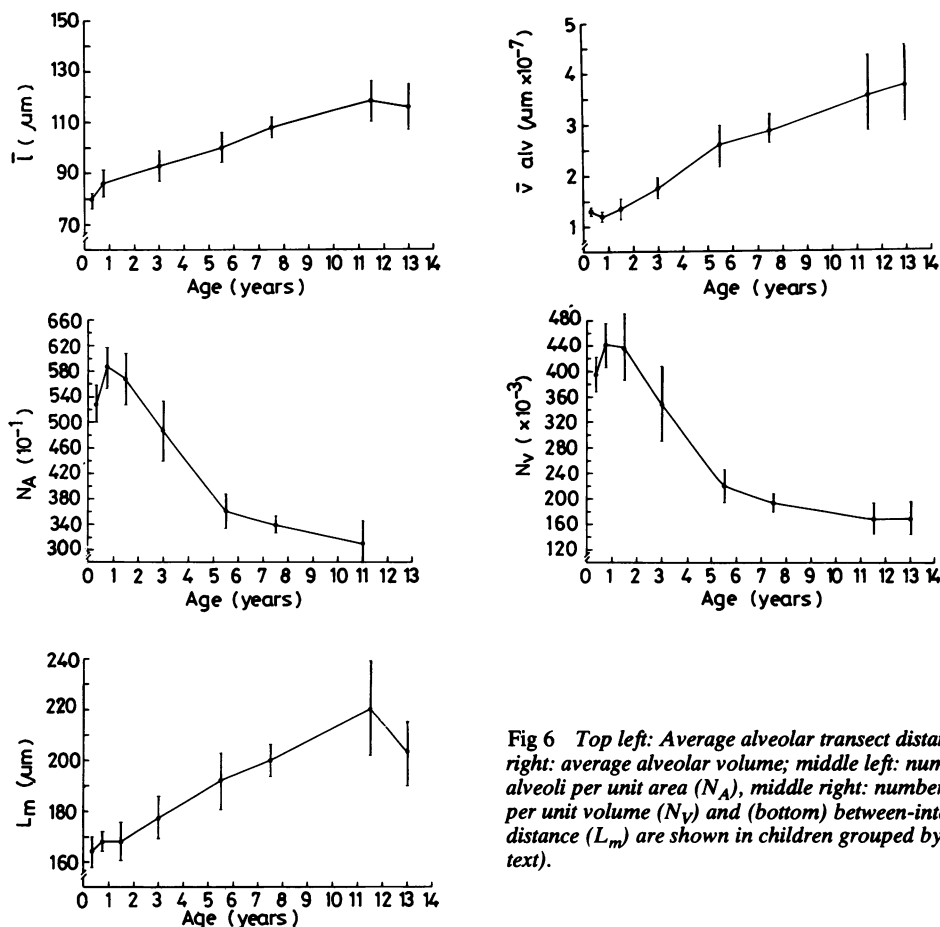 150
130
110
90
70
l̄ (µm)
0 1 2 3 4 5 6 7 8 9 10 11 12 13 14
Age (years)
5
4
3
2
1
v̄ alv (µm ×10⁻⁷)
0 1 2 3 4 5 6 7 8 9 10 11 12 13 14
Age (years)
660
620
580
540
500
460
420
380
340
300
N_A (10⁻¹)
0 1 2 3 4 5 6 7 8 9 10 11 12 13 14
Age (years)
480
440
400
360
320
280
240
200
160
120
N_V (×10⁻³)
0 1 2 3 4 5 6 7 8 9 10 11 12 13 14
Age (years)
240
220
200
180
160
L_m (µm)
0 1 2 3 4 5 6 7 8 9 10 11 12 13 14
Age (years)
Fig 6 Top left: Average alveolar transect distan
right: average alveolar volume; middle left: num
alveoli per unit area (N_A), middle right: number
per unit volume (N_V) and (bottom) between-inte
distance (L_m) are shown in children grouped by
text).